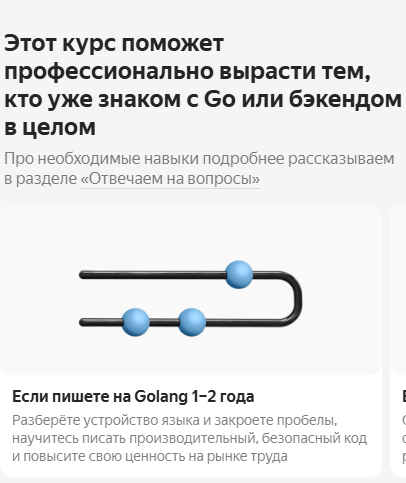 Этот курс поможет
профессионально вырасти тем,
кто уже знаком с Go или бэкендом
в целом
Про необходимые навыки подробнее рассказываем
в разделе «Отвечаем на вопросы»
Если пишете на Golang 1–2 года
Разберёте устройство языка и закроете пробелы,
научитесь писать производительный, безопасный код
и повысите свою ценность на рынке труда